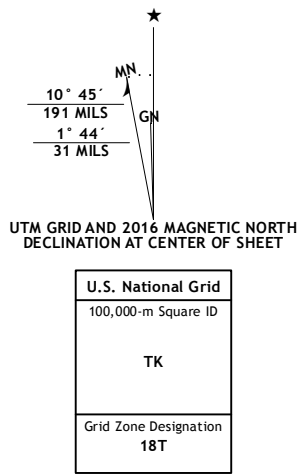 MN
GN
10° 45´
191 MILS
1° 44´
31 MILS
UTM GRID AND 2016 MAGNETIC NORTH
DECLINATION AT CENTER OF SHEET
U.S. National Grid
100,000-m Square ID
TK
Grid Zone Designation
18T